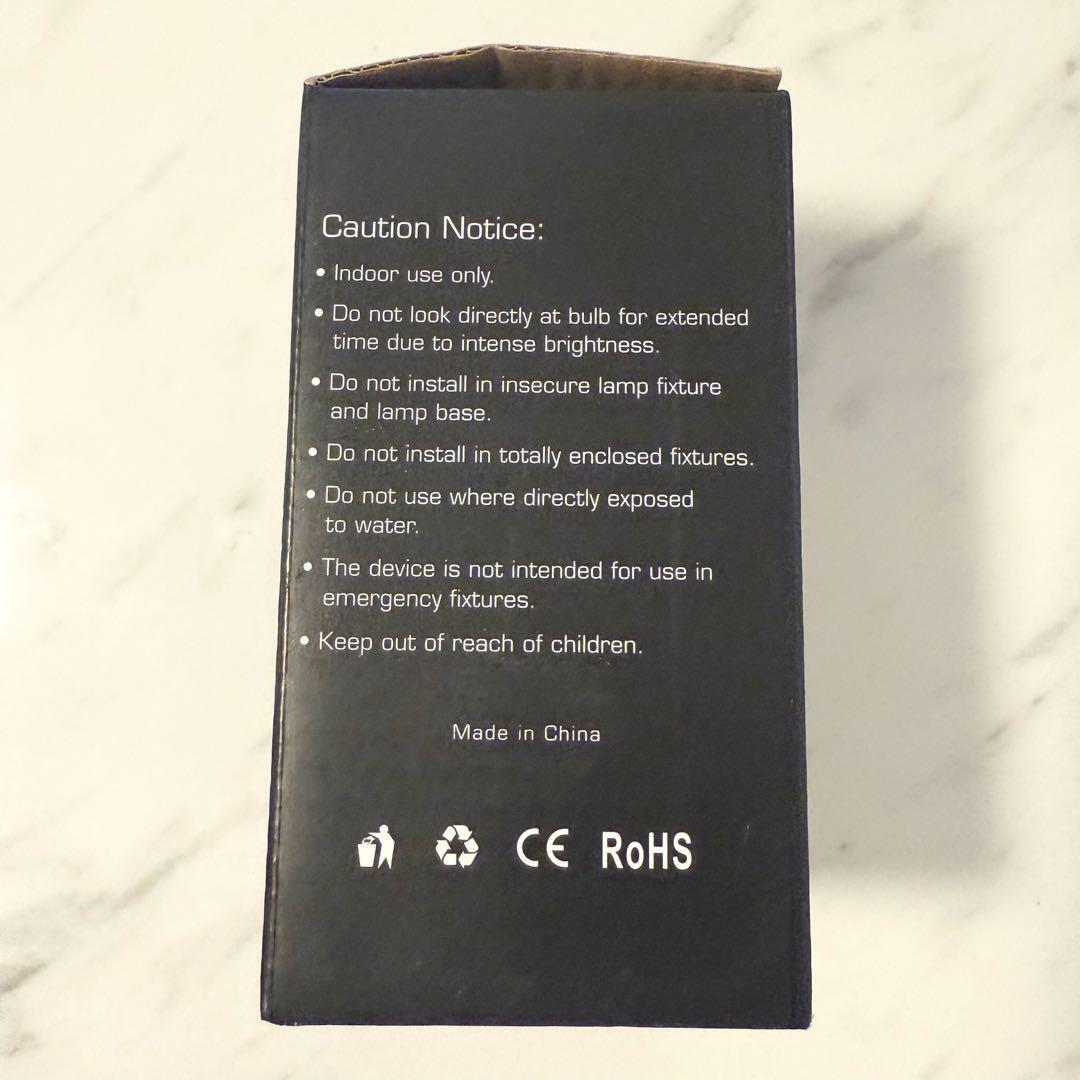 Caution Notice:
• Indoor use only.
• Do not look directly at bulb for extended
time due to intense brightness.
• Do not install in insecure lamp fixture
and lamp base.
• Do not install in totally enclosed fixtures.
• Do not use where directly exposed
to water.
• The device is not intended for use in
emergency fixtures.
• Keep out of reach of children.
Made in China
CE RoHS